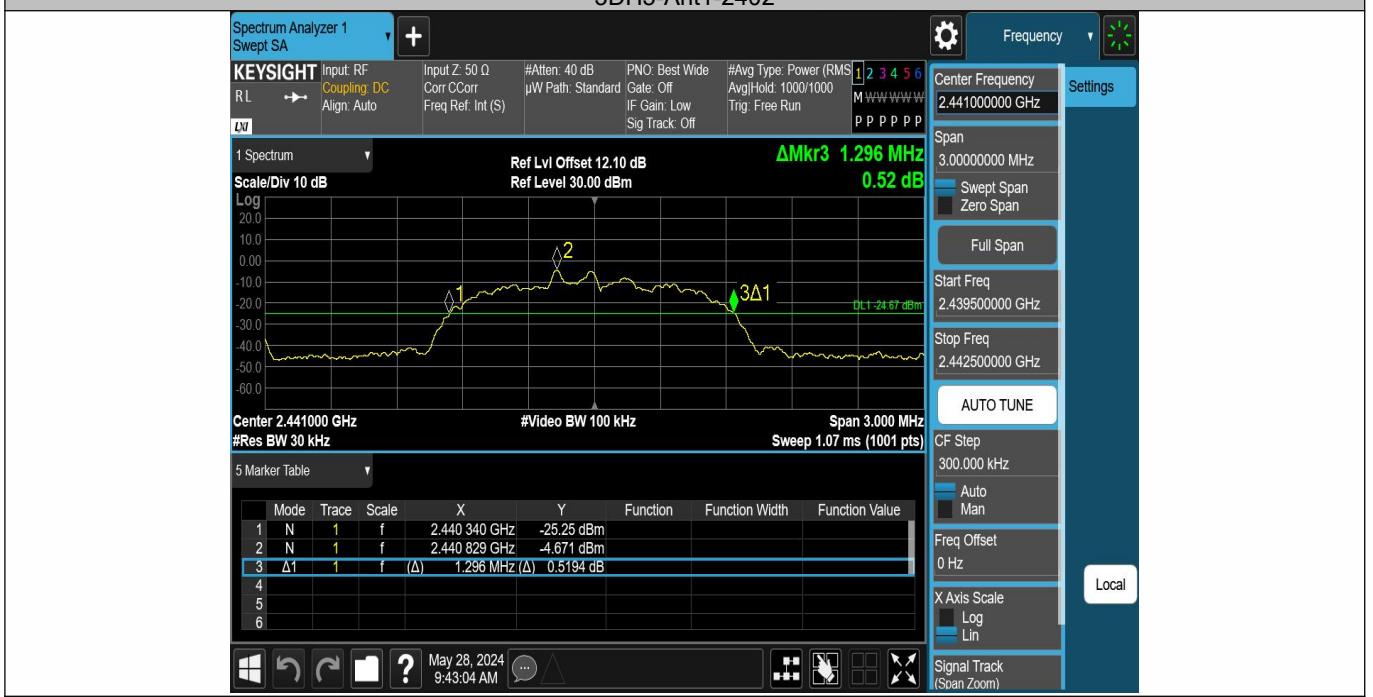 3DH5-Ant1-2402
Spectrum Analyzer 1
Swept SA
Frequency
KEYSIGHT
RL
LXI
Input: RF
Coupling: DC
Align: Auto
Input Z: 50 Ω
Corr CCorr
Freq Ref: Int (S)
#Atten: 40 dB
µW Path: Standard
PNO: Best Wide
Gate: Off
IF Gain: Low
Sig Track: Off
#Avg Type: Power (RMS
Avg|Hold: 1000/1000
Trig: Free Run
1 2 3 4 5 6
M W W W W W
P P P P P P
1 Spectrum
Scale/Div 10 dB
Ref Lvl Offset 12.10 dB
Ref Level 30.00 dBm
ΔMkr3 1.296 MHz
0.52 dB
Log
20.0
10.0
0.00
-10.0
-20.0
-30.0
-40.0
-50.0
-60.0
1
2
3Δ1
DL1 -24.67 dBm
Center 2.441000 GHz
#Video BW 100 kHz
Span 3.000 MHz
#Res BW 30 kHz
Sweep 1.07 ms (1001 pts)
5 Marker Table
Mode Trace Scale X Y Function Function Width Function Value
1 N 1 f 2.440 340 GHz -25.25 dBm
2 N 1 f 2.440 829 GHz -4.671 dBm
3 Δ1 1 f (Δ) 1.296 MHz (Δ) 0.5194 dB
4
5
6
May 28, 2024
9:43:04 AM
Center Frequency
2.441000000 GHz
Settings
Span
3.00000000 MHz
Swept Span
Zero Span
Full Span
Start Freq
2.439500000 GHz
Stop Freq
2.442500000 GHz
AUTO TUNE
CF Step
300.000 kHz
Auto
Man
Freq Offset
0 Hz
Local
X Axis Scale
Log
Lin
Signal Track
(Span Zoom)